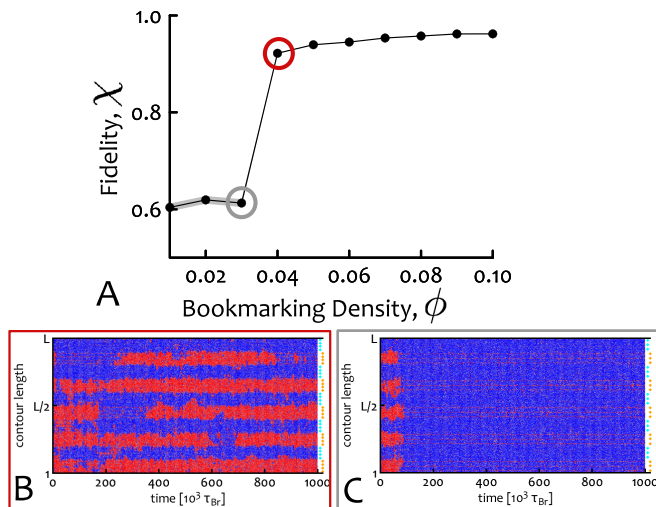 1.0
0.8
0.6
Fidelity, χ
0.02 0.04 0.06 0.08 0.10
A
Bookmarking Density, ϕ
L
L/2
1
contour length
0 200 400 600 800 1000
B
time [10³ τBr]
L
L/2
1
contour length
0 200 400 600 800 1000
C
time [10³ τBr]